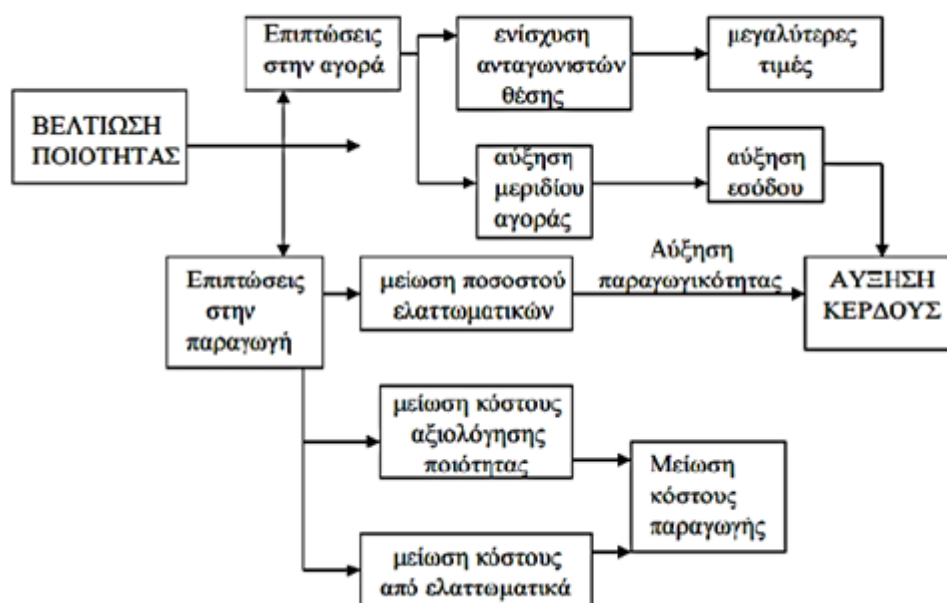 Επιπτώσεις
στην αγορά
ενίσχυση
ανταγωνιστών
θέσης
μεγαλύτερες
τιμές
ΒΕΛΤΙΩΣΗ
ΠΟΙΟΤΗΤΑΣ
αύξηση
μεριδίου
αγοράς
αύξηση
εσόδου
Επιπτώσεις
στην
παραγωγή
μείωση ποσοστού
ελαττωματικών
Αύξηση
παραγωγικότητας
ΑΥΞΗΣΗ
ΚΕΡΔΟΥΣ
μείωση κόστους
αξιολόγησης
ποιότητας
Μείωση
κόστους
παραγωγής
μείωση κόστους
από ελαττωματικά